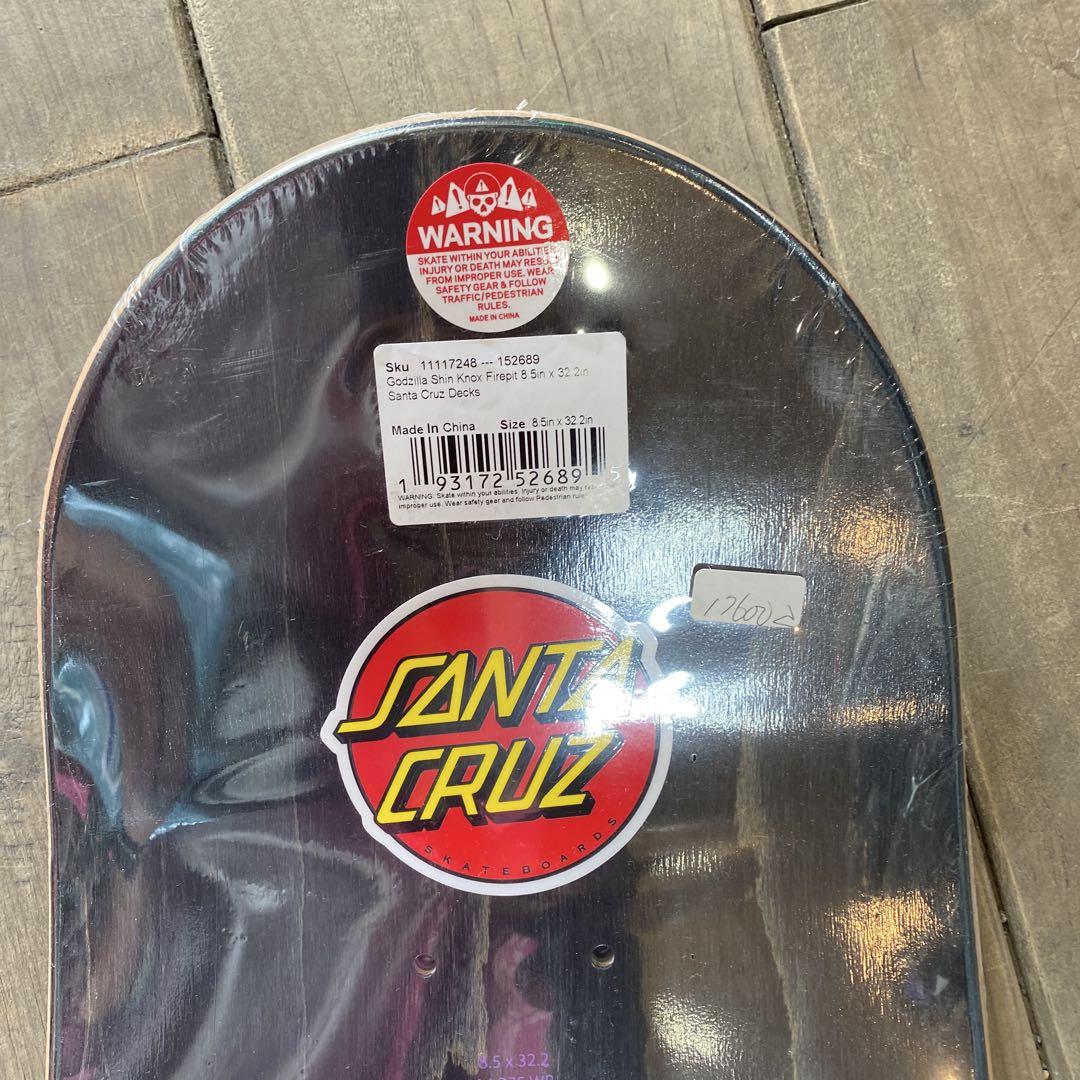 WARNING
SKATE WITHIN YOUR ABILITIES.
INJURY OR DEATH MAY RESULT
FROM IMPROPER USE. WEAR
SAFETY GEAR & FOLLOW
TRAFFIC/PEDESTRIAN
RULES.
MADE IN CHINA
Sku 11117248 --- 152689
Godzilla Shin Knox Firepit 8.5in x 32.2in
Santa Cruz Decks
Made In China Size 8.5in x 32.2in
1 93172 52689 5
WARNING: Skate within your abilities. Injury or death may
improper use. Wear safety gear and follow Pedestrian rules
17600
SANTA
CRUZ
SKATEBOARDS
8.5 x 32.2